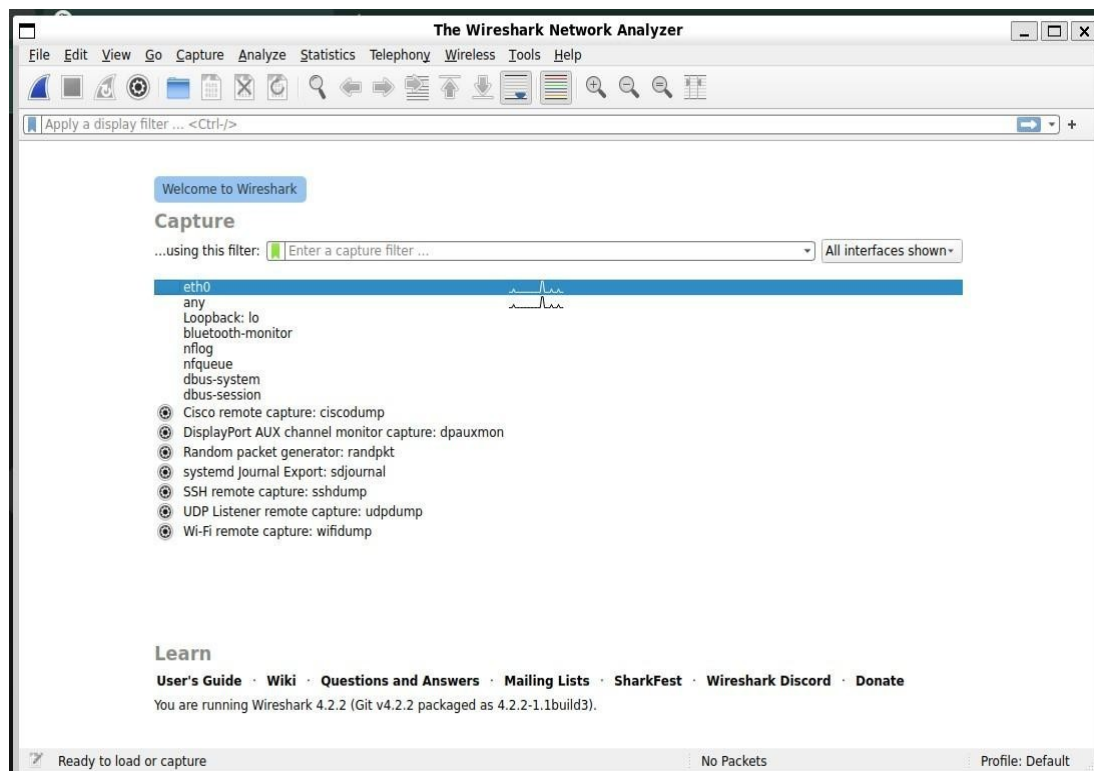 The Wireshark Network Analyzer
File Edit View Go Capture Analyze Statistics Telephony Wireless Tools Help
Apply a display filter ... <Ctrl-/>
+
Welcome to Wireshark
Capture
...using this filter: Enter a capture filter ... All interfaces shown
eth0
any
Loopback: lo
bluetooth-monitor
nflog
nfqueue
dbus-system
dbus-session
Cisco remote capture: ciscodump
DisplayPort AUX channel monitor capture: dpauxmon
Random packet generator: randpkt
systemd Journal Export: sdjournal
SSH remote capture: sshdump
UDP Listener remote capture: udpdump
Wi-Fi remote capture: wifidump
Learn
User's Guide · Wiki · Questions and Answers · Mailing Lists · SharkFest · Wireshark Discord · Donate
You are running Wireshark 4.2.2 (Git v4.2.2 packaged as 4.2.2-1.1build3).
Ready to load or capture No Packets Profile: Default